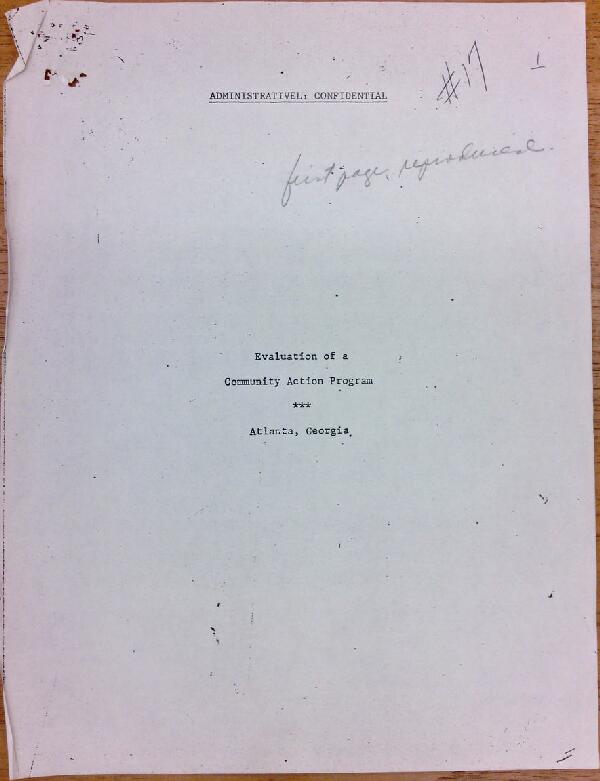 #17
1
ADMINISTRATIVELY CONFIDENTIAL
first page, reproduced.
Evaluation of a
Community Action Program
***
Atlanta, Georgia